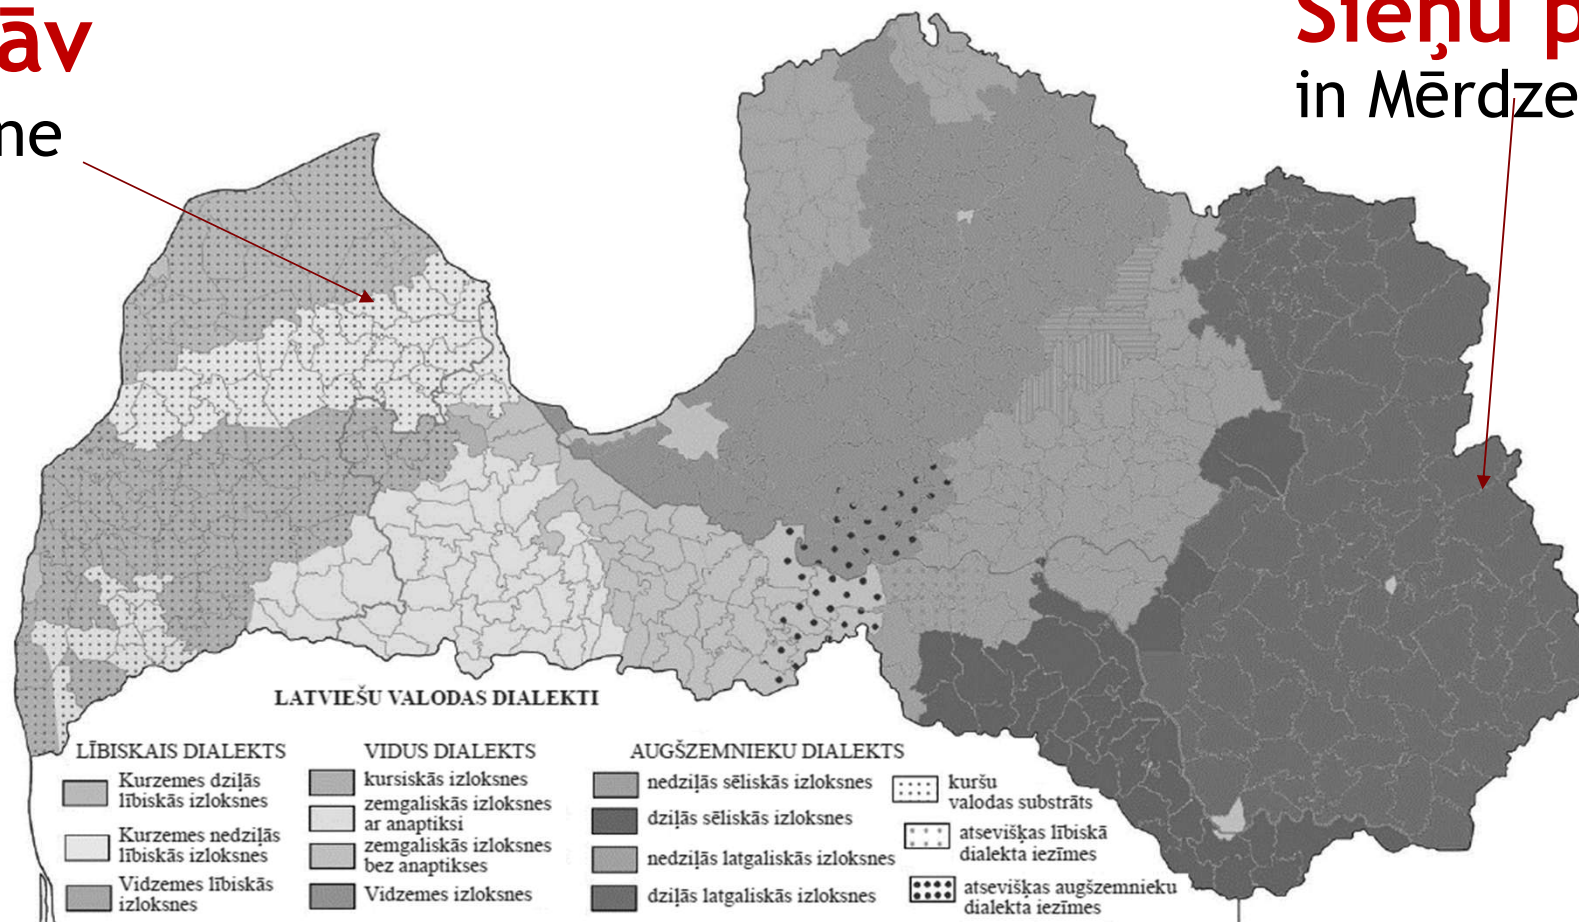 āv
ne
Sieņu p
in Mērdze
LATVIEŠU VALODAS DIALEKTI
LĪBISKAIS DIALEKTS
Kurzemes dziļās
lībiskās izloksnes
Kurzemes nedziļās
lībiskās izloksnes
Vidzemes lībiskās
izloksnes
VIDUS DIALEKTS
kursiskās izloksnes
zemgaliskās izloksnes
ar anaptiksi
zemgaliskās izloksnes
bez anaptikses
Vidzemes izloksnes
AUGŠZEMNIEKU DIALEKTS
nedziļās sēliskās izloksnes
dziļās sēliskās izloksnes
nedziļās latgaliskās izloksnes
dziļās latgaliskās izloksnes
kuršu
valodas substrāts
atsevišķas lībiskā
dialekta iezīmes
atsevišķas augšzemnieku
dialekta iezīmes